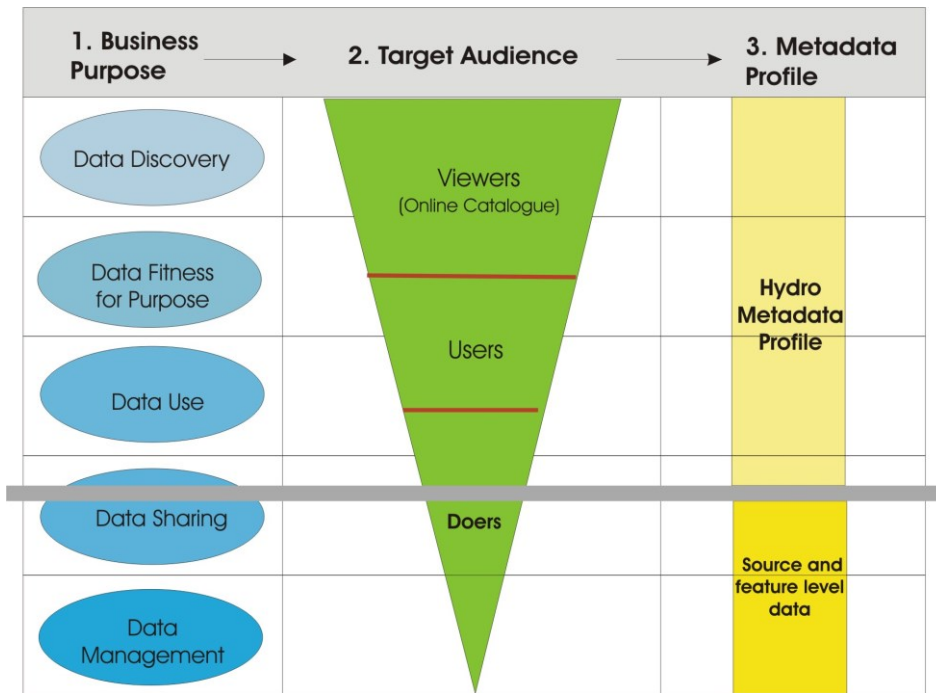 1. Business
Purpose
2. Target Audience
3. Metadata
Profile
Data Discovery
Viewers
(Online Catalogue)
Data Fitness
for Purpose
Hydro
Metadata
Profile
Users
Data Use
Data Sharing
Doers
Source and
feature level
data
Data
Management